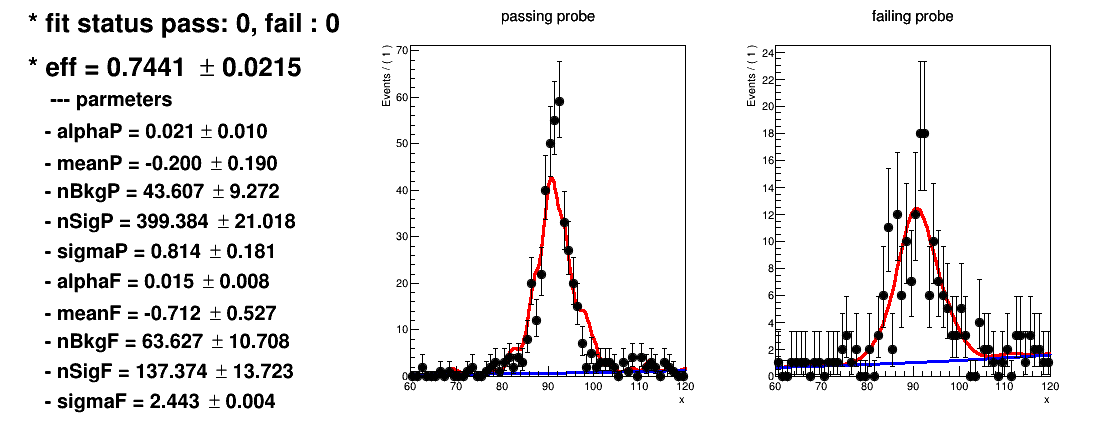 * fit status pass: 0, fail : 0
* eff = 0.7441 ± 0.0215
--- parmeters
- alphaP = 0.021 ± 0.010
- meanP = -0.200 ± 0.190
- nBkgP = 43.607 ± 9.272
- nSigP = 399.384 ± 21.018
- sigmaP = 0.814 ± 0.181
- alphaF = 0.015 ± 0.008
- meanF = -0.712 ± 0.527
- nBkgF = 63.627 ± 10.708
- nSigF = 137.374 ± 13.723
- sigmaF = 2.443 ± 0.004
passing probe
Events / ( 1 )
70
60
50
40
30
20
10
0
60 70 80 90 100 110 120
x
failing probe
Events / ( 1 )
24
22
20
18
16
14
12
10
8
6
4
2
0
60 70 80 90 100 110 120
x